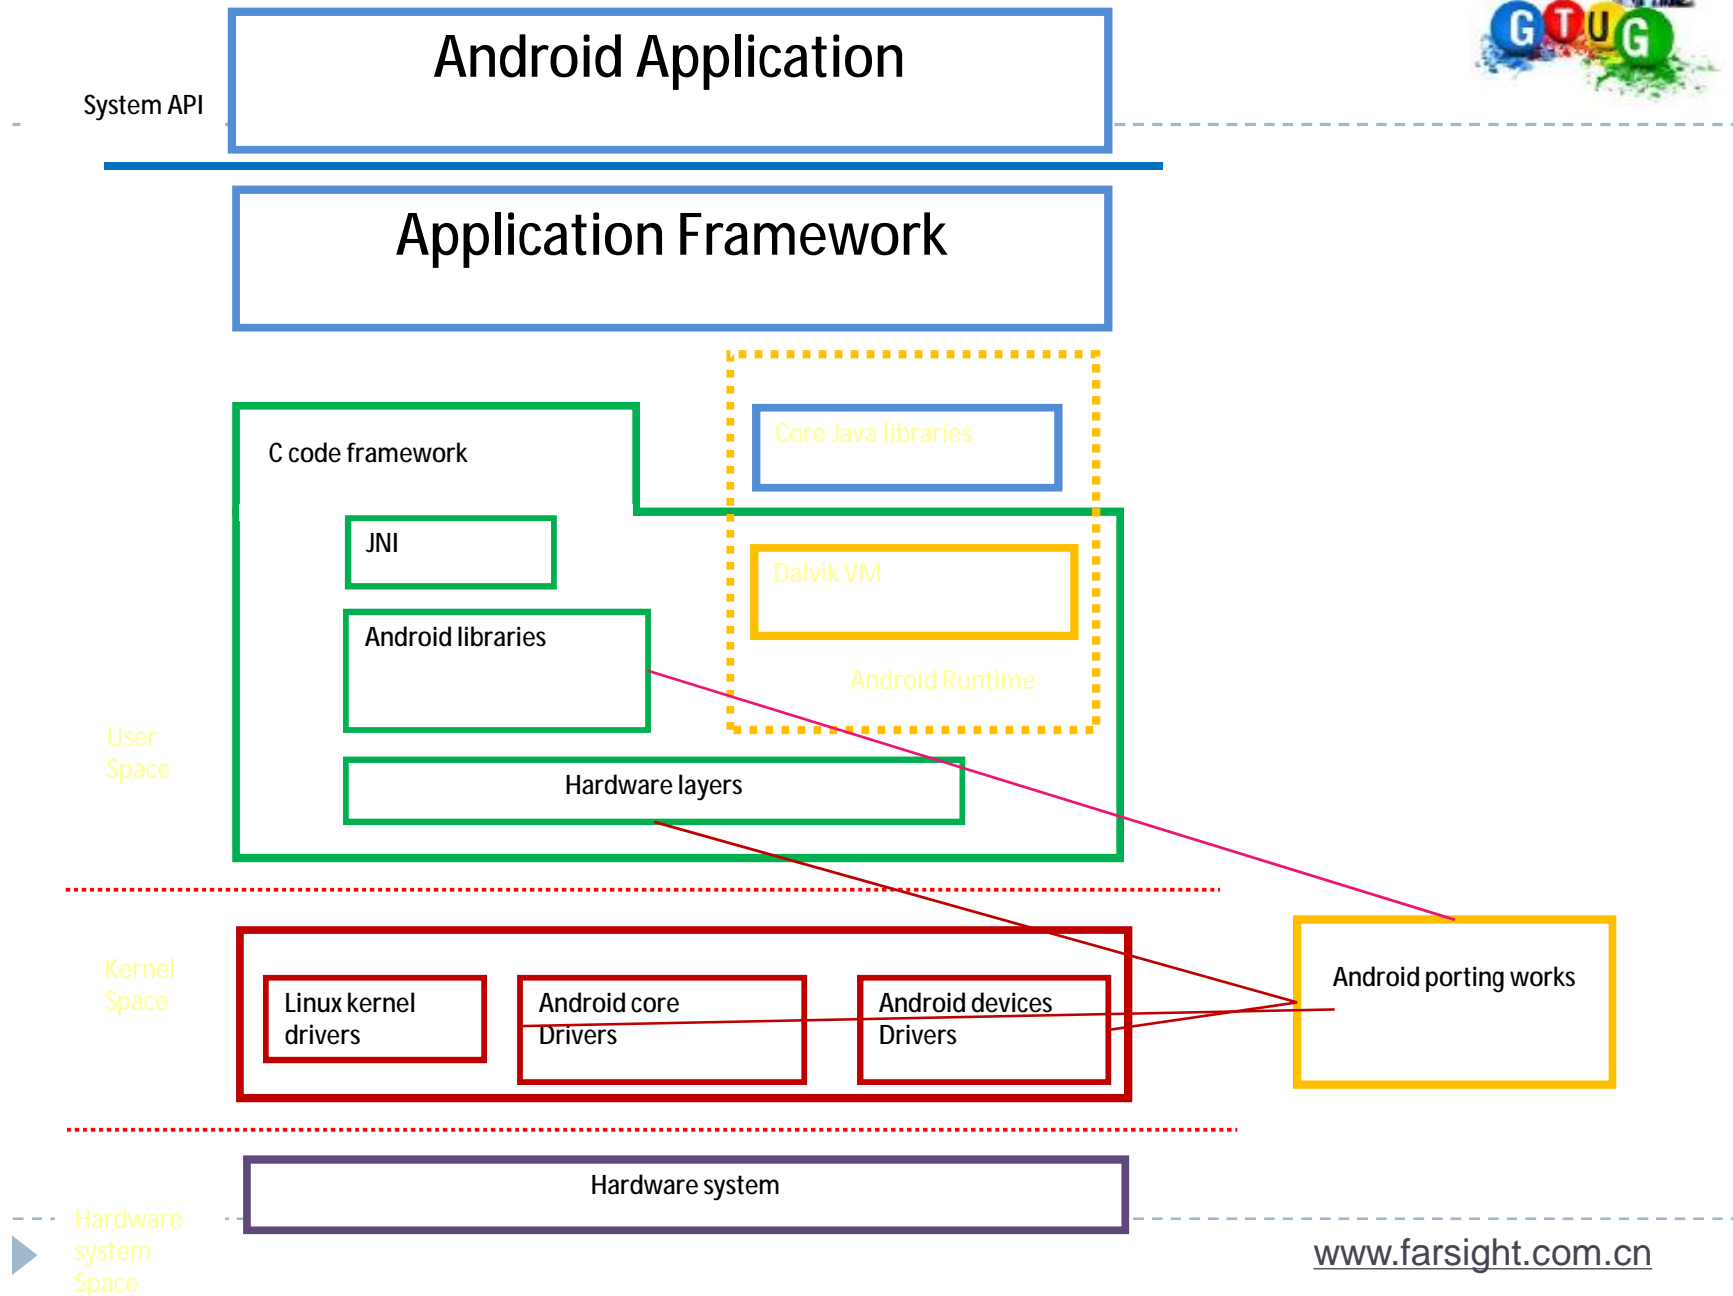 GTUG
Android Application
System API
Application Framework
Core Java libraries
C code framework
JNI
Dalvik VM
Android libraries
Android Runtime
User
Space
Hardware layers
Kernel
Space
Linux kernel
drivers
Android core
Drivers
Android devices
Drivers
Android porting works
Hardware system
Hardware
system
Space
www.farsight.com.cn